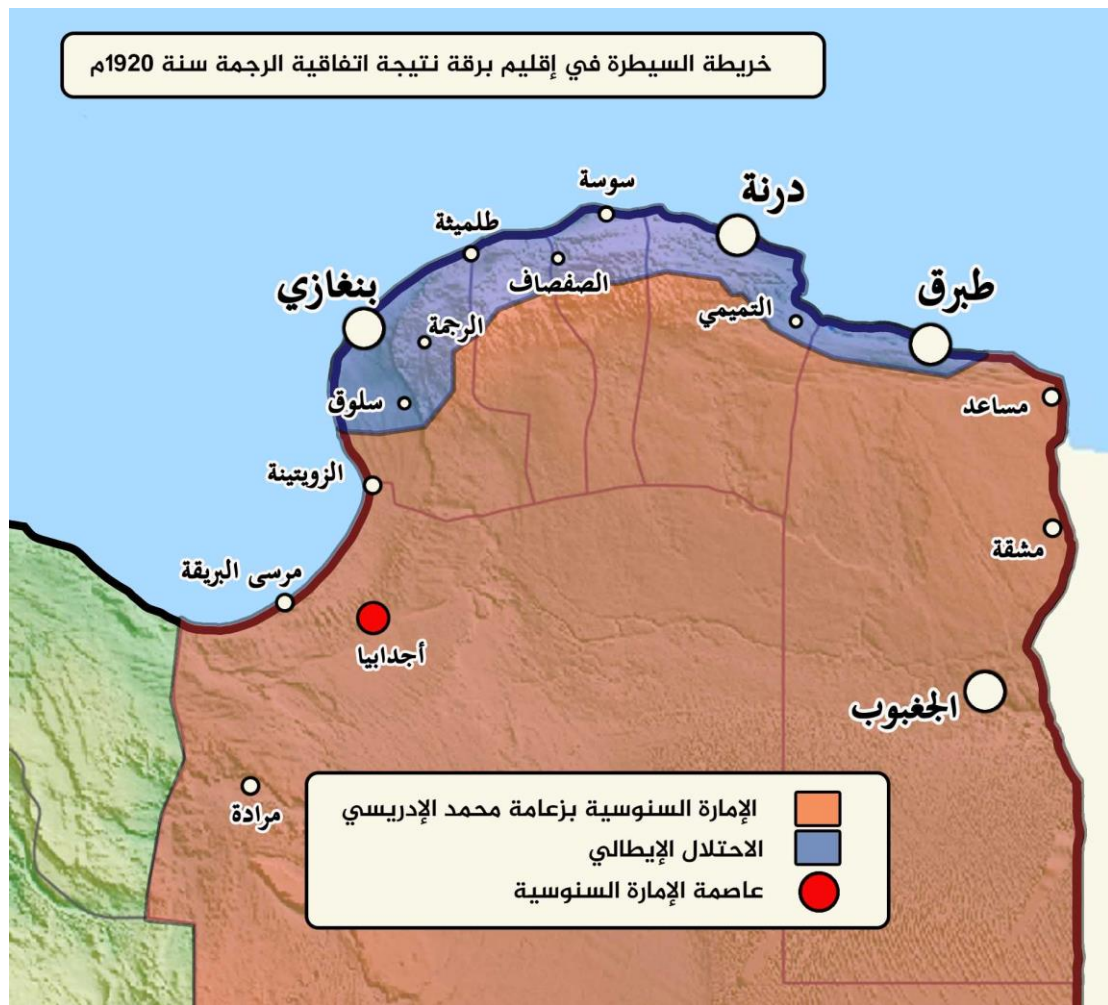 خريطة السيطرة في إقليم برقة نتيجة اتفاقية الرجمة سنة 1920م
سوسة
درنة
طلميثة
الصفصاف
بنغازي
طبرق
التميمي
الرجمة
مساعد
سلوق
الزويتينة
مشقة
مرسى البريقة
أجدابيا
الجغبوب
مرادة
الإمارة السنوسية بزعامة محمد الإدريسي
الاحتلال الإيطالي
عاصمة الإمارة السنوسية